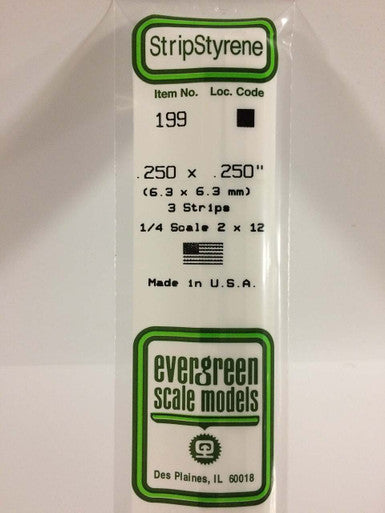 StripStyrene
Item No. Loc. Code
199
.250 x .250"
(6.3 x 6.3 mm)
3 Strips
1/4 Scale 2 x 12
Made in U.S.A.
evergreen
scale models
Des Plaines, IL 60018